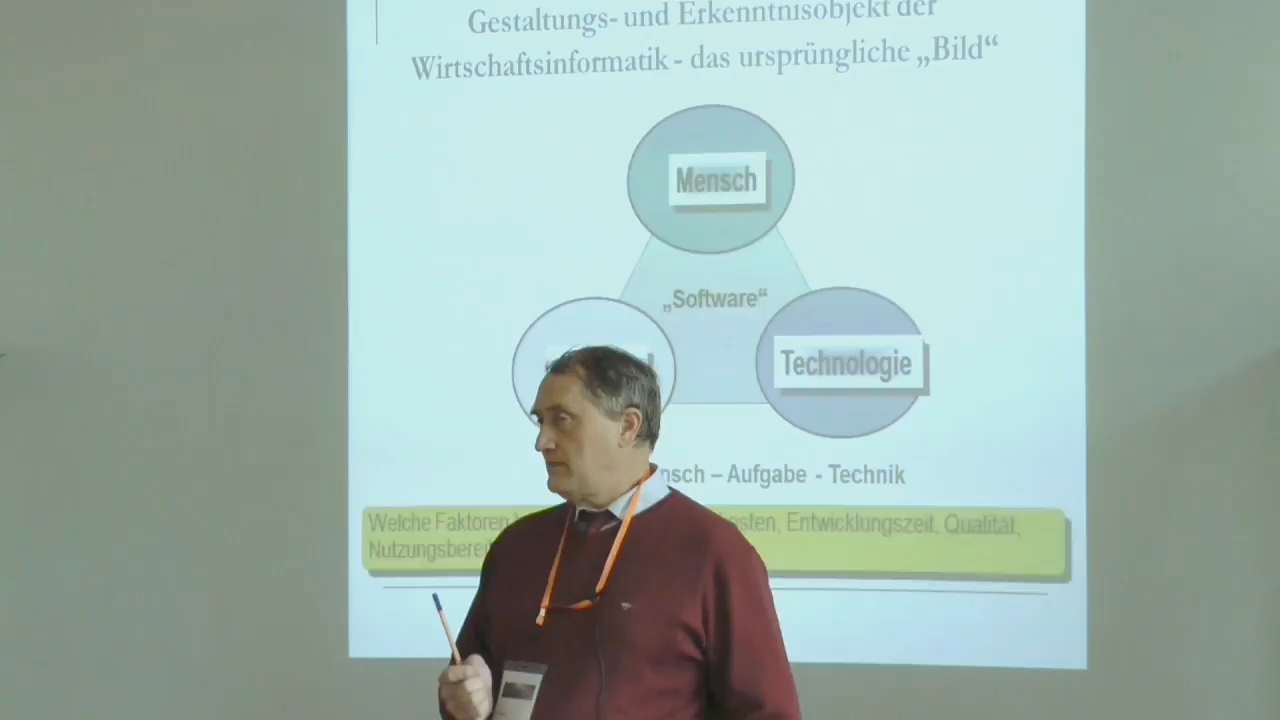 Gestaltungs- und Erkenntnisobjekt der
Wirtschaftsinformatik - das ursprüngliche „Bild“
Mensch
„Software“
Technologie
nsch – Aufgabe - Technik
Welche Faktoren osten, Entwicklungszeit, Qualität,
Nutzungsberei